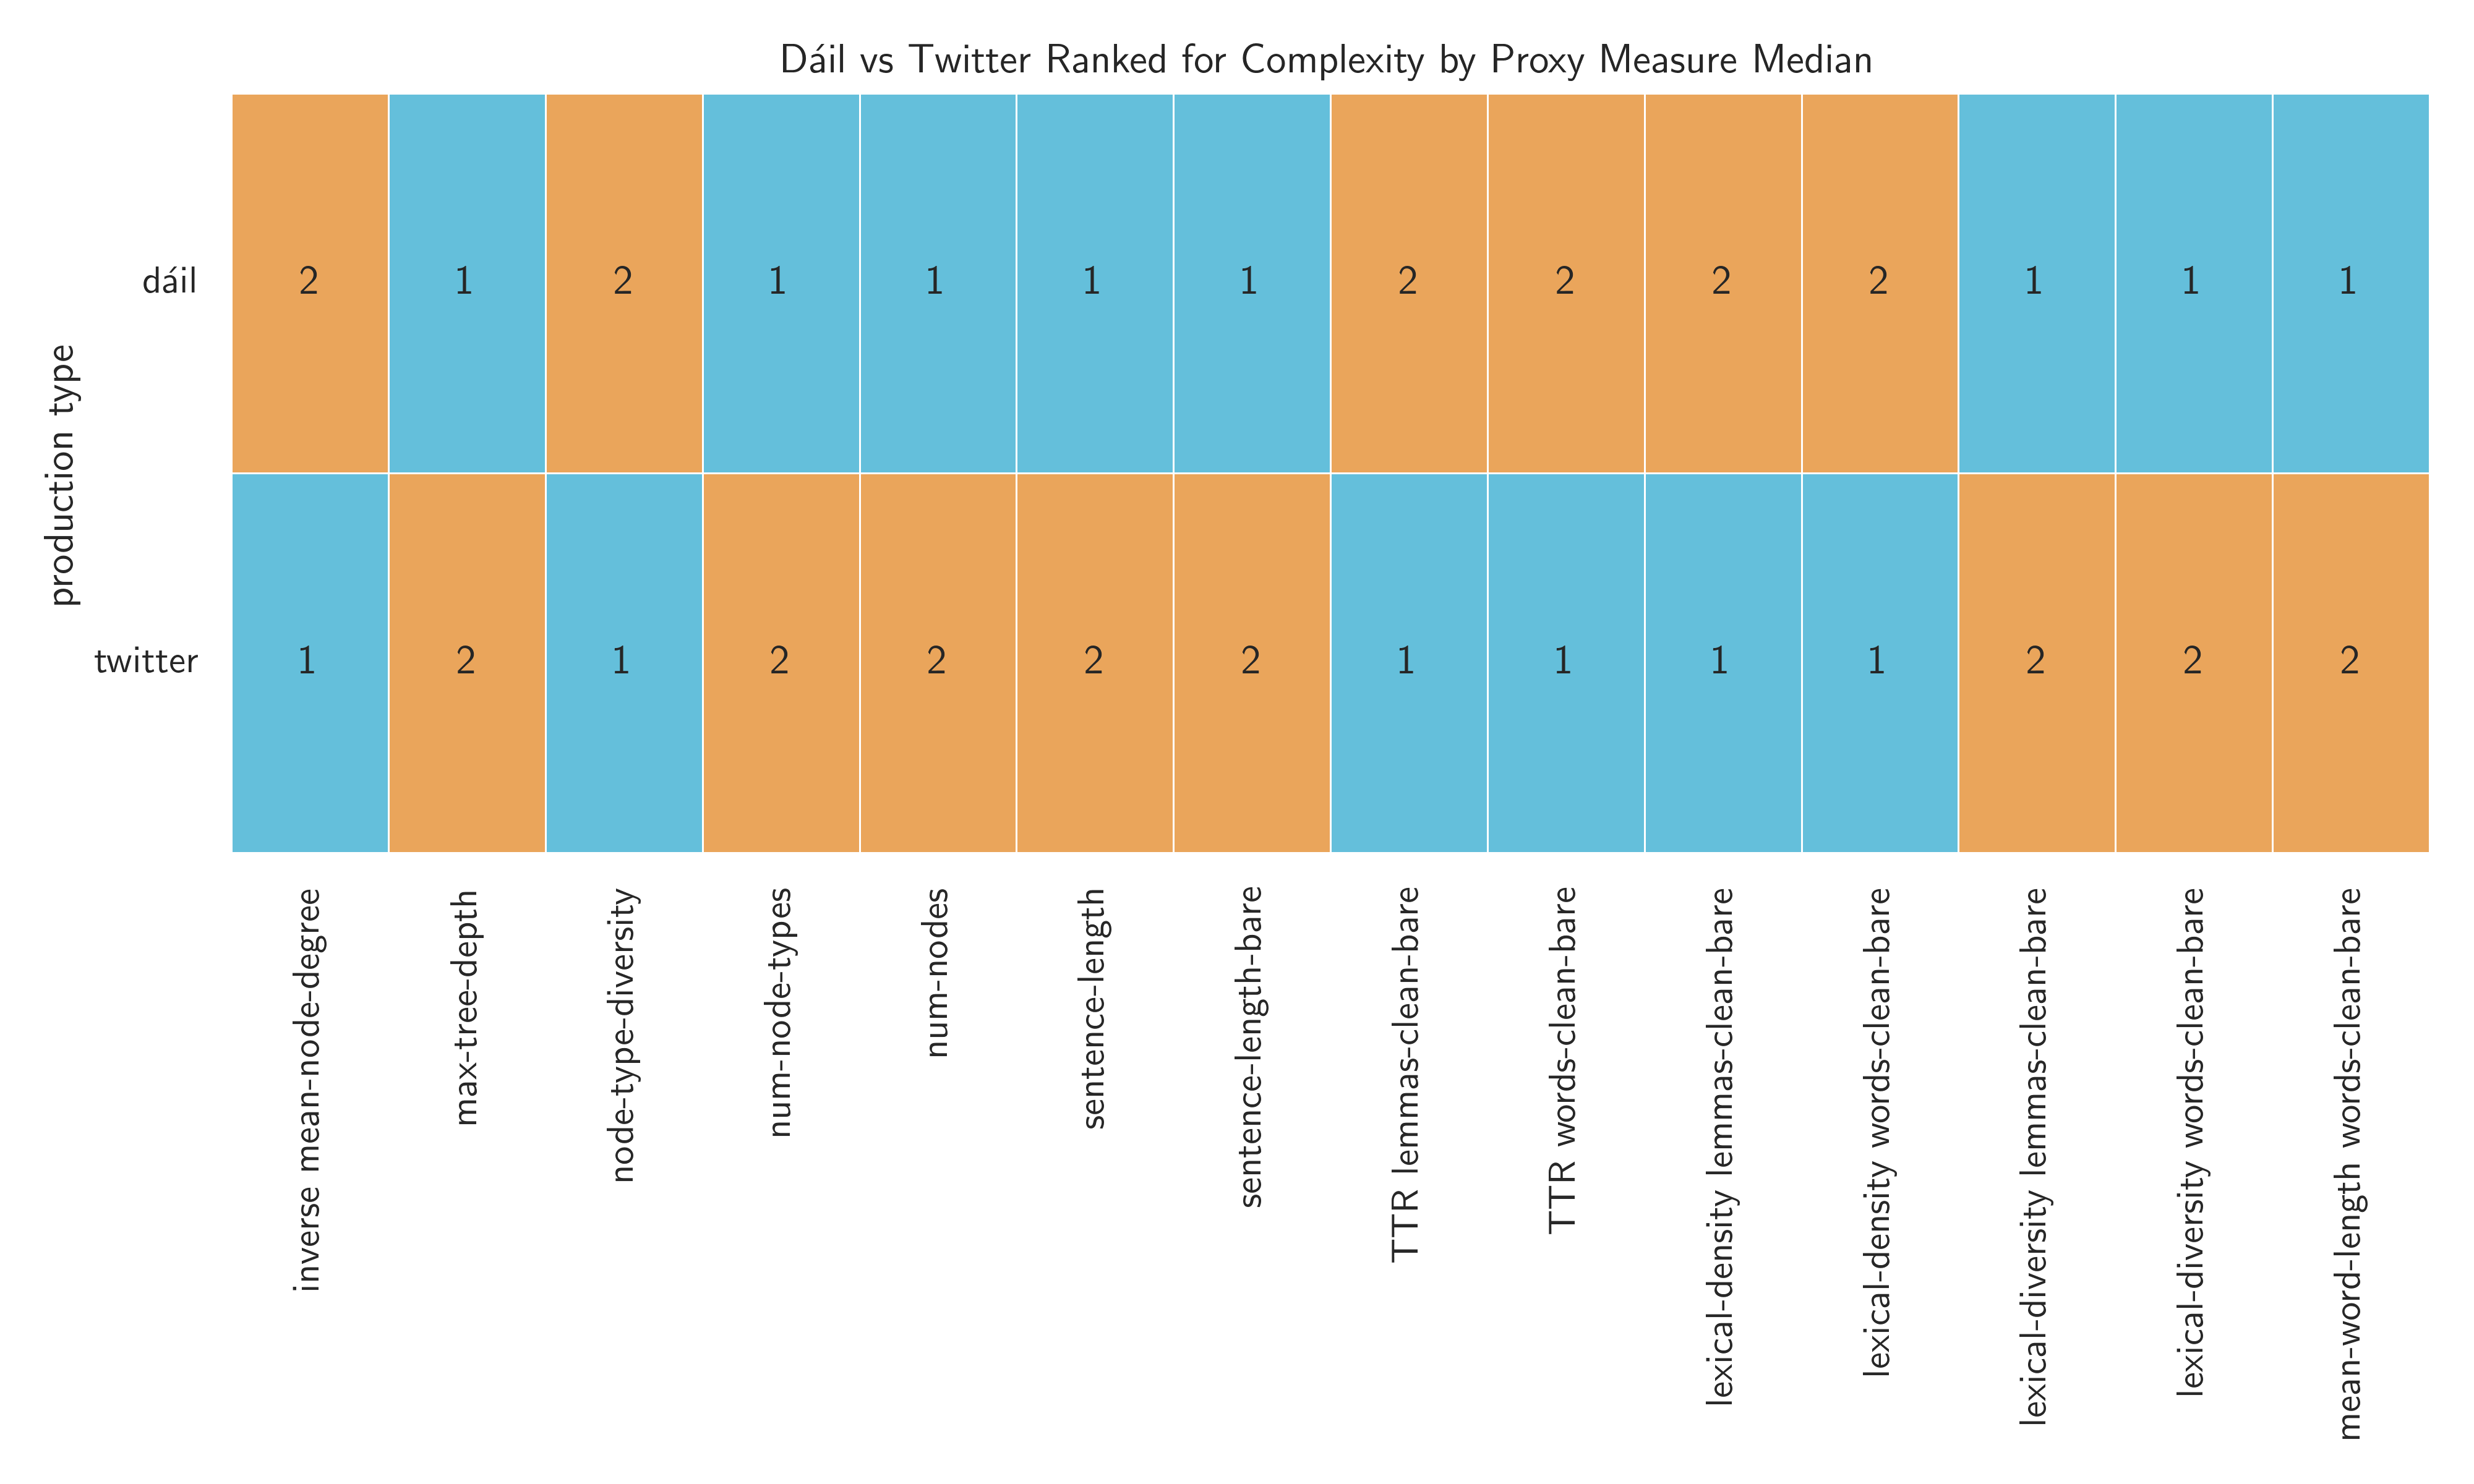 Dáil vs Twitter Ranked for Complexity by Proxy Measure Median
production type
dáil
2 1 2 1 1 1 1 2 2 2 2 1 1 1
twitter
1 2 1 2 2 2 2 1 1 1 1 2 2 2
inverse mean-node-degree
max-tree-depth
node-type-diversity
num-node-types
num-nodes
sentence-length
sentence-length-bare
TTR lemmas-clean-bare
TTR words-clean-bare
lexical-density lemmas-clean-bare
lexical-density words-clean-bare
lexical-diversity lemmas-clean-bare
lexical-diversity words-clean-bare
mean-word-length words-clean-bare